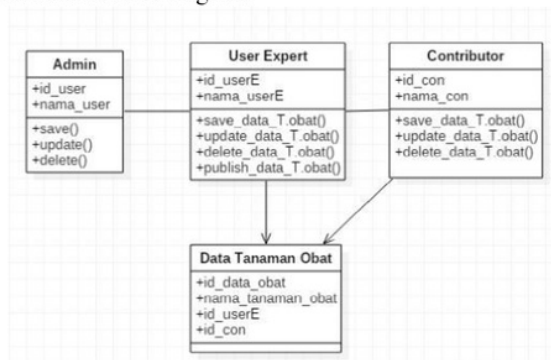 Admin
+id_user
+nama_user
+save()
+update()
+delete()
User Expert
+id_userE
+nama_userE
+save_data_T.obat()
+update_data_T.obat()
+delete_data_T.obat()
+publish_data_T.obat()
Contributor
+id_con
+nama_con
+save_data_T.obat()
+update_data_T.obat()
+delete_data_T.obat()
Data Tanaman Obat
+id_data_obat
+nama_tanaman_obat
+id_userE
+id_con